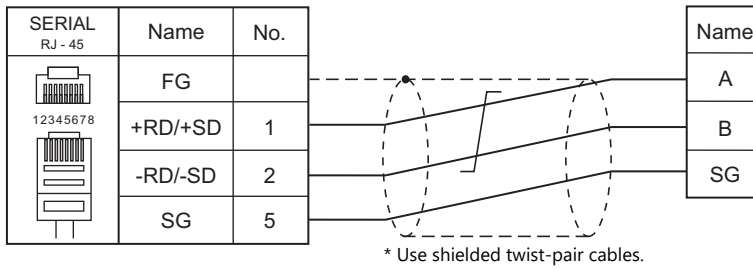 SERIAL Name No.
RJ - 45
FG
12345678
+RD/+SD 1
-RD/-SD 2
SG 5
Name
A
B
SG
* Use shielded twist-pair cables.